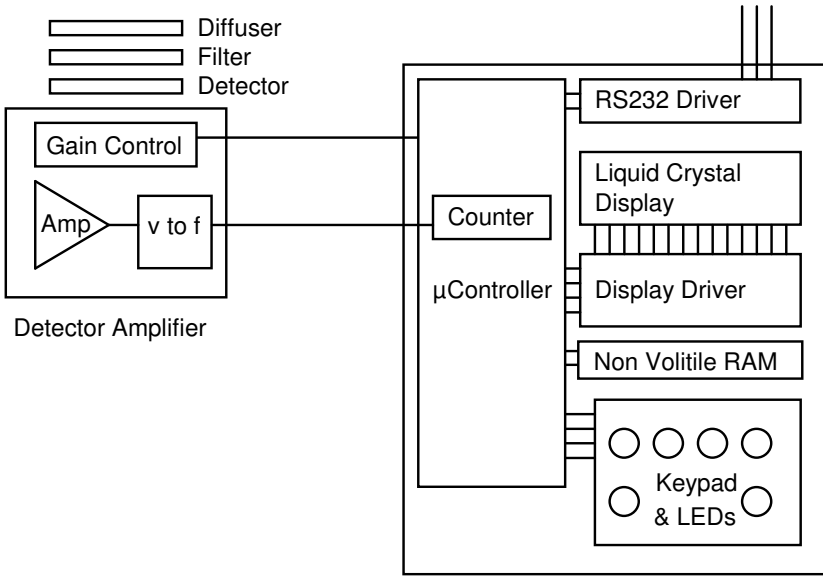 Diffuser
Filter
Detector
Gain Control
Amp
v to f
Detector Amplifier
Counter
µController
RS232 Driver
Liquid Crystal
Display
Display Driver
Non Volitile RAM
Keypad
& LEDs